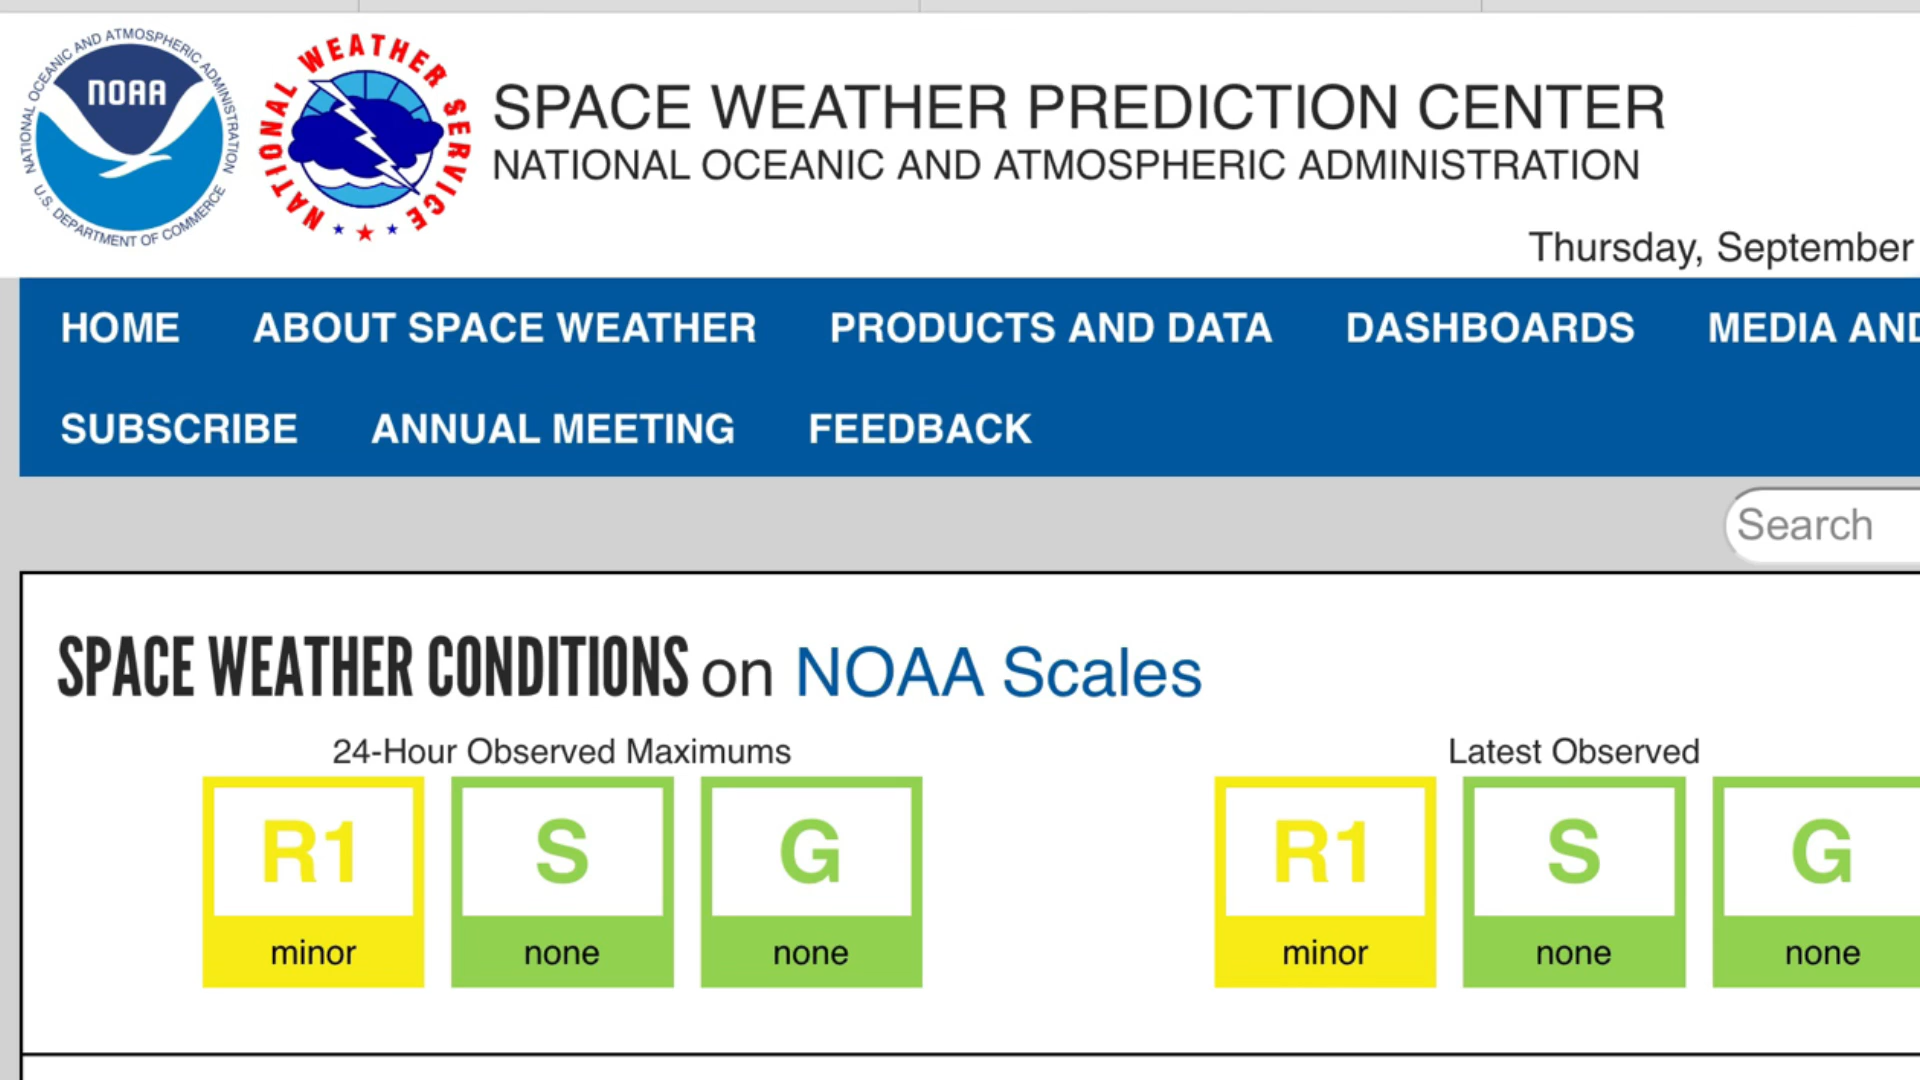 NATIONAL OCEANIC AND ATMOSPHERIC ADMINISTRATION
U.S. DEPARTMENT OF COMMERCE
NOAA
NATIONAL WEATHER SERVICE
SPACE WEATHER PREDICTION CENTER
NATIONAL OCEANIC AND ATMOSPHERIC ADMINISTRATION
Thursday, September
HOME ABOUT SPACE WEATHER PRODUCTS AND DATA DASHBOARDS MEDIA AND
SUBSCRIBE ANNUAL MEETING FEEDBACK
Search
SPACE WEATHER CONDITIONS on NOAA Scales
24-Hour Observed Maximums Latest Observed
R1 S G R1 S G
minor none none minor none none